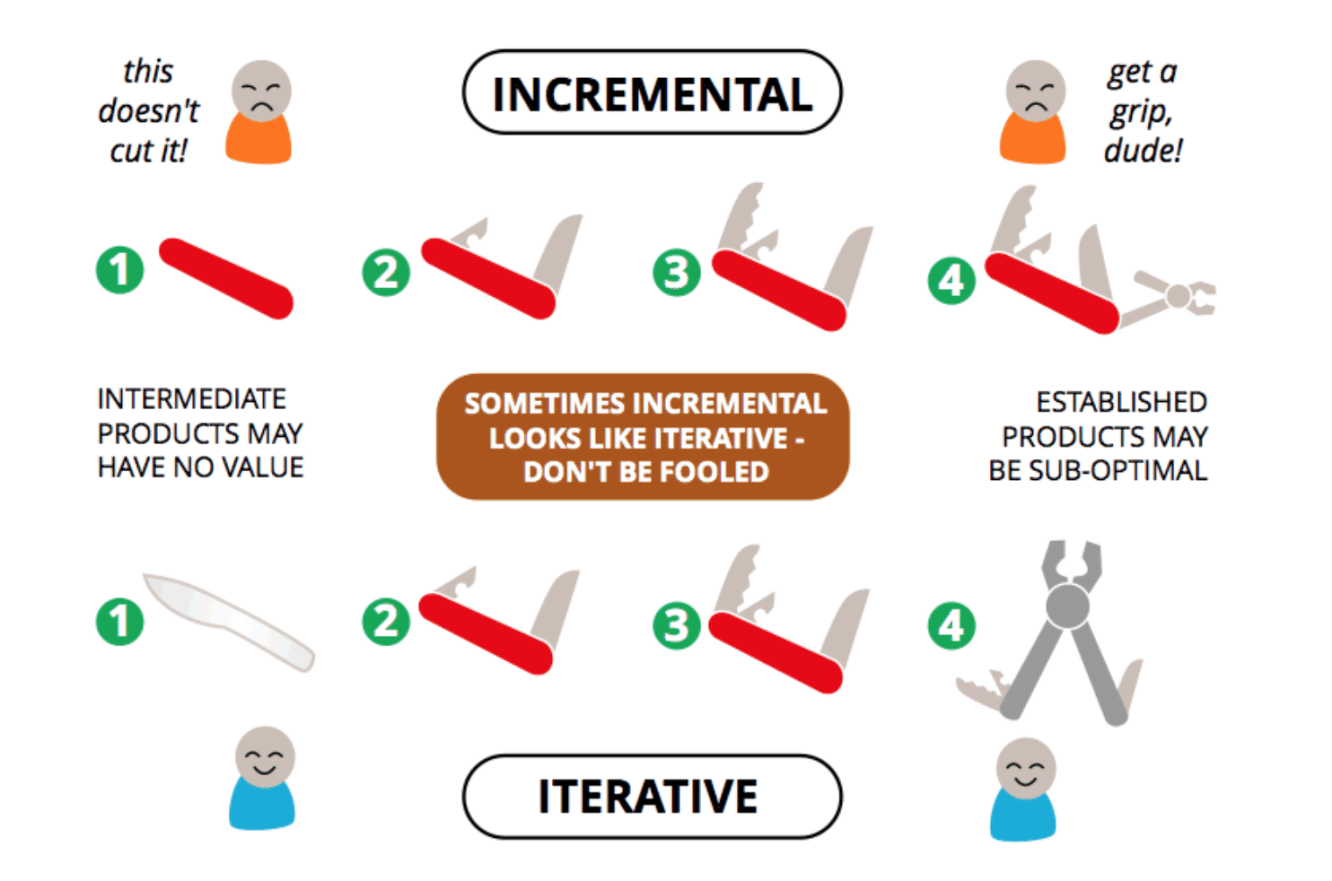 this
doesn't
cut it!
INCREMENTAL
get a
grip,
dude!
1
2
3
4
INTERMEDIATE
PRODUCTS MAY
HAVE NO VALUE
SOMETIMES INCREMENTAL
LOOKS LIKE ITERATIVE -
DON'T BE FOOLED
ESTABLISHED
PRODUCTS MAY
BE SUB-OPTIMAL
1
2
3
4
ITERATIVE